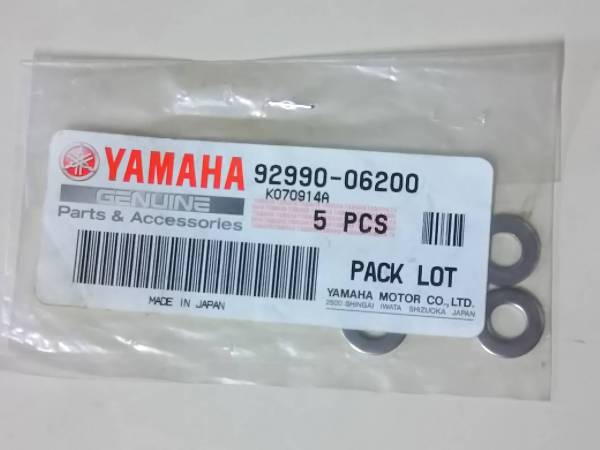 YAMAHA 92990-06200
GENUINE K070914A
Parts & Accessories 5 PCS
PACK LOT
MADE IN JAPAN
YAMAHA MOTOR CO., LTD.
2500 SHINGAI IWATA SHIZUOKA JAPAN